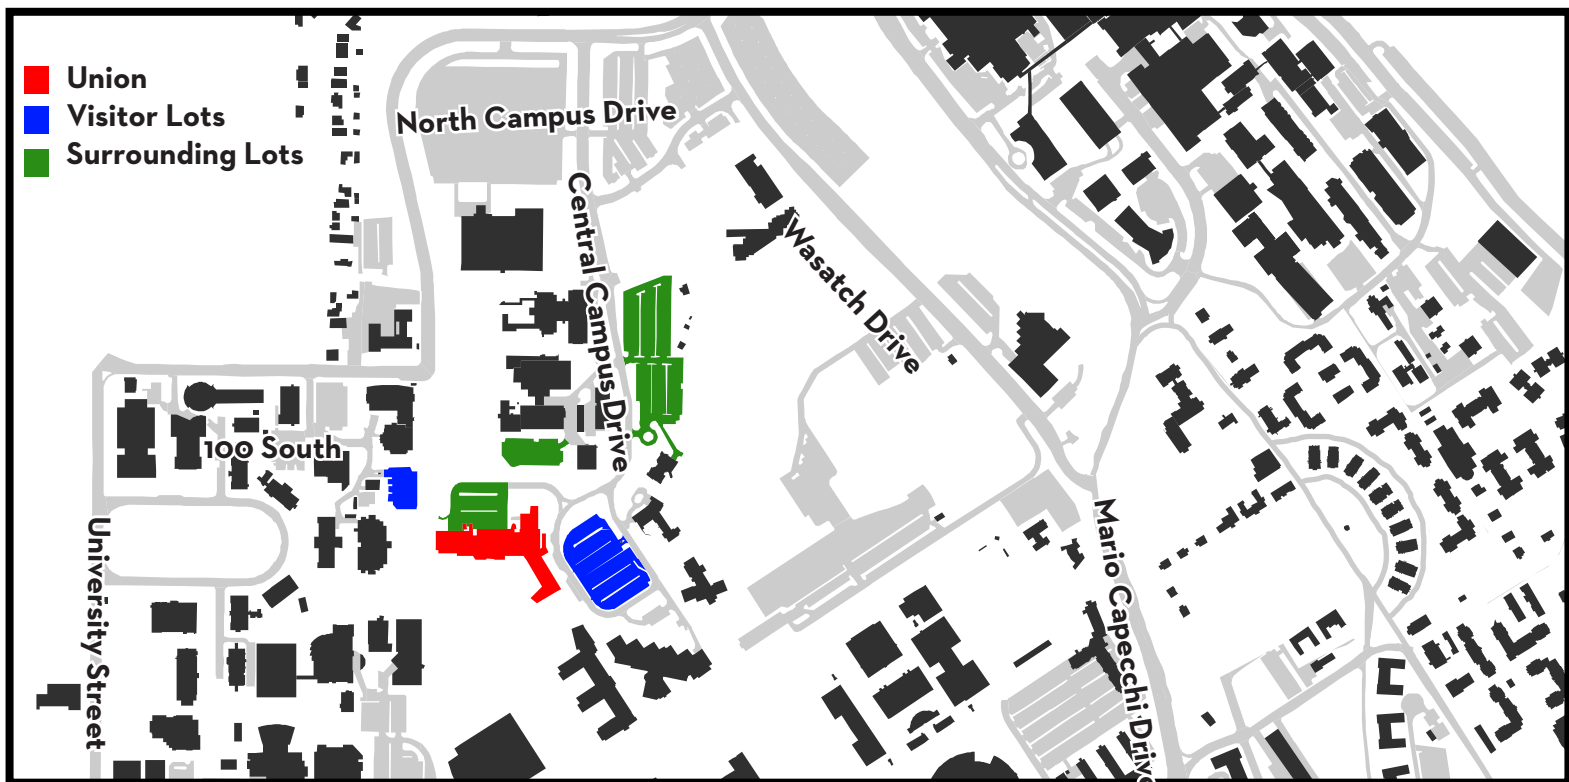 Union
Visitor Lots
Surrounding Lots
North Campus Drive
Central Campus Drive
Wasatch Drive
100 South
University Street
Mario Capecchi Drive